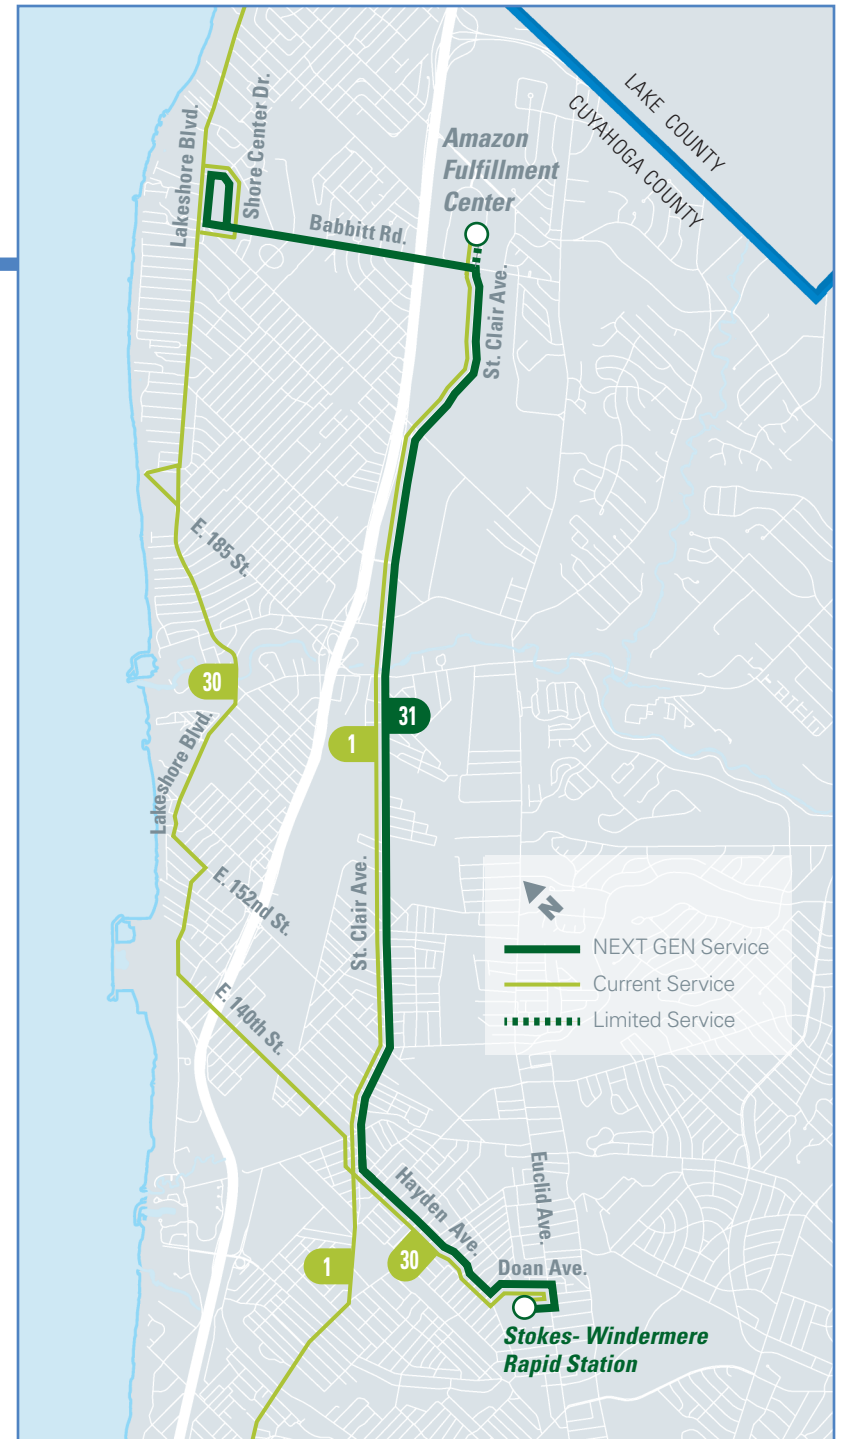 LAKE COUNTY
CUYAHOGA COUNTY
Lakeshore Blvd.
Shore Center Dr.
Amazon
Fulfillment
Center
Babbitt Rd.
St. Clair Ave.
E. 185 St.
30
31
1
Lakeshore Blvd.
E. 152nd St.
St. Clair Ave.
N
NEXT GEN Service
Current Service
Limited Service
E. 140th St.
Hayden Ave.
Euclid Ave.
1
30
Doan Ave.
Stokes- Windermere
Rapid Station